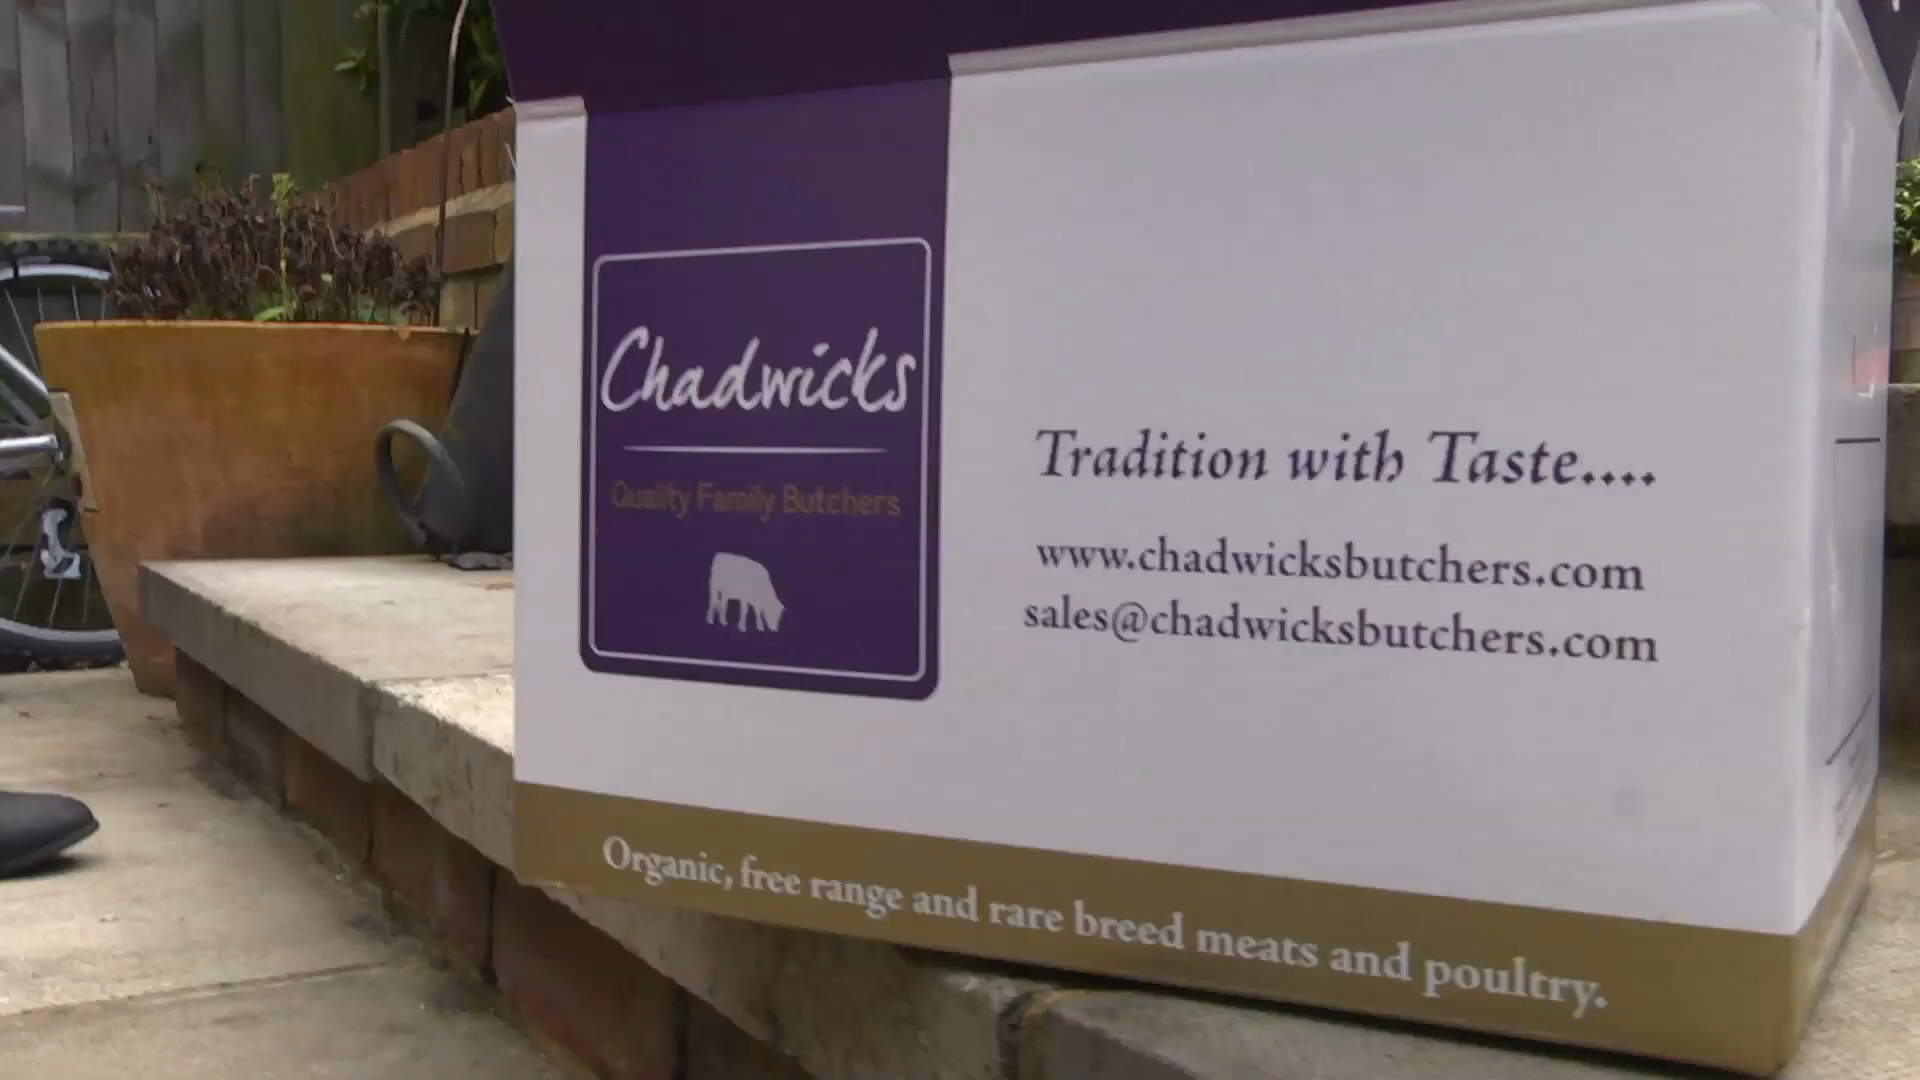 Chadwicks
Quality Family Butchers
Tradition with Taste....
www.chadwicksbutchers.com
sales@chadwicksbutchers.com
Organic, free range and rare breed meats and poultry.